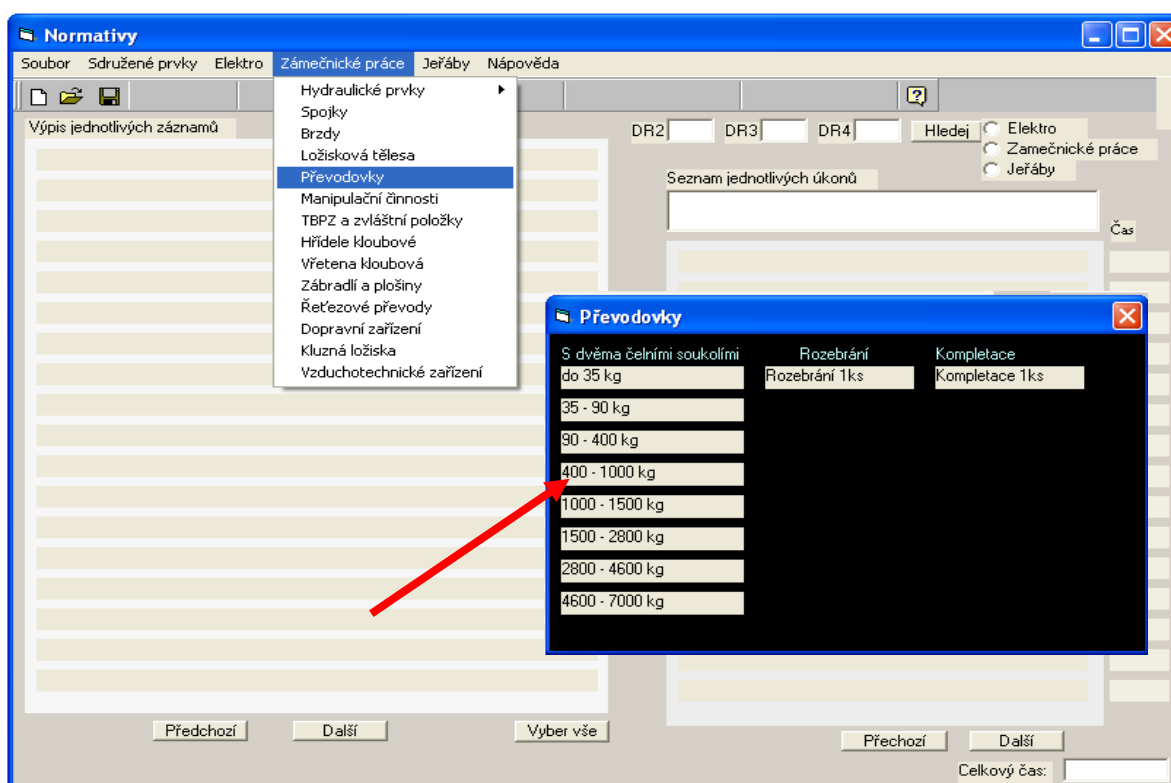 Normativy
Soubor Sdružené prvky Elektro Zámečnické práce Jeřáby Nápověda
Hydraulické prvky
Spojky
Brzdy
Ložisková tělesa
Převodovky
Manipulační činnosti
TBPZ a zvláštní položky
Hřídele kloubové
Vřetena kloubová
Zábradlí a plošiny
Řeťezové převody
Dopravní zařízení
Kluzná ložiska
Vzduchotechnické zařízení
Výpis jednotlivých záznamů
DR2 DR3 DR4 Hledej
Elektro
Zamečnické práce
Jeřáby
Seznam jednotlivých úkonů
Čas
Převodovky
S dvěma čelními soukolími Rozebrání Kompletace
do 35 kg Rozebrání 1ks Kompletace 1ks
35 - 90 kg
90 - 400 kg
400 - 1000 kg
1000 - 1500 kg
1500 - 2800 kg
2800 - 4600 kg
4600 - 7000 kg
Předchozí Další Vyber vše
Přechozí Další
Celkový čas: